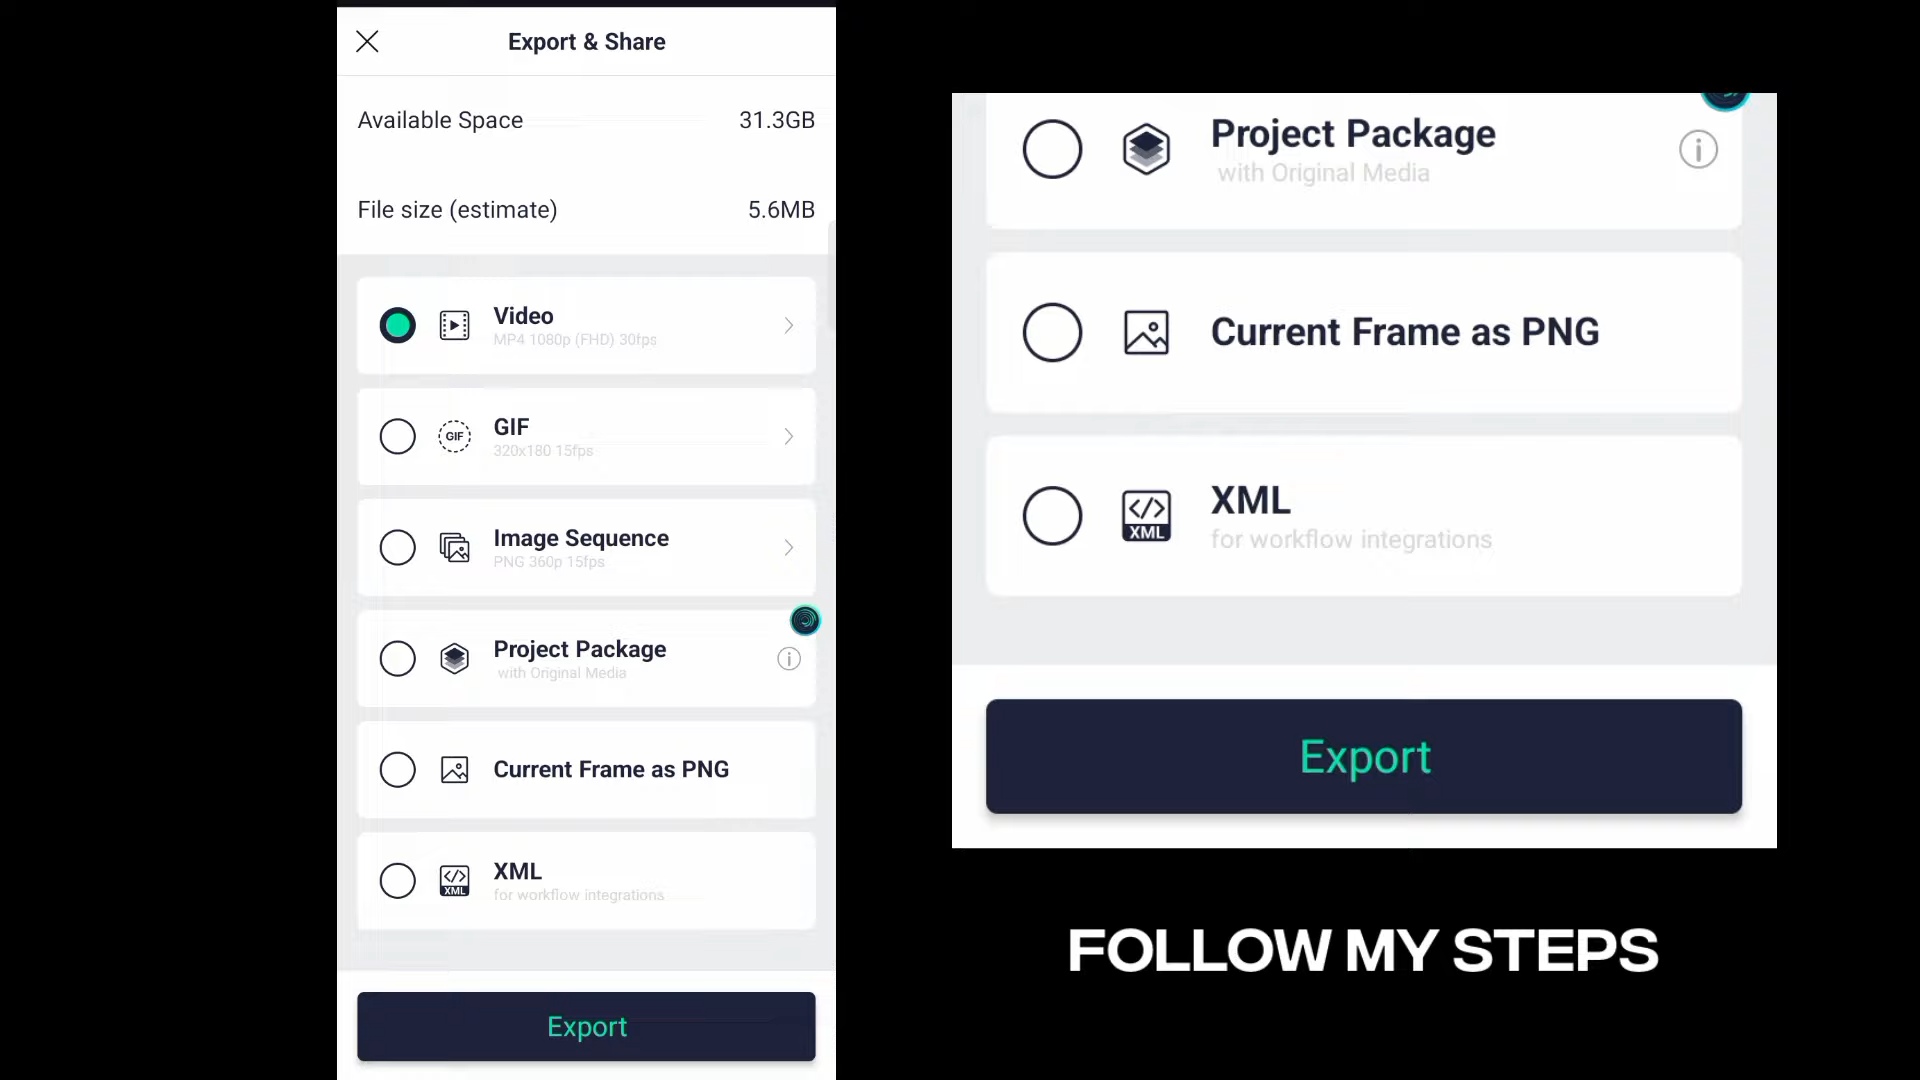 Export & Share
Available Space 31.3GB
File size (estimate) 5.6MB
Video
MP4 1080p (FHD) 30fps
GIF
GIF
320x180 15fps
Image Sequence
PNG 360p 15fps
Project Package
with Original Media
Current Frame as PNG
XML
XML
for workflow integrations
Export
Project Package
with Original Media
Current Frame as PNG
XML
XML
for workflow integrations
Export
FOLLOW MY STEPS